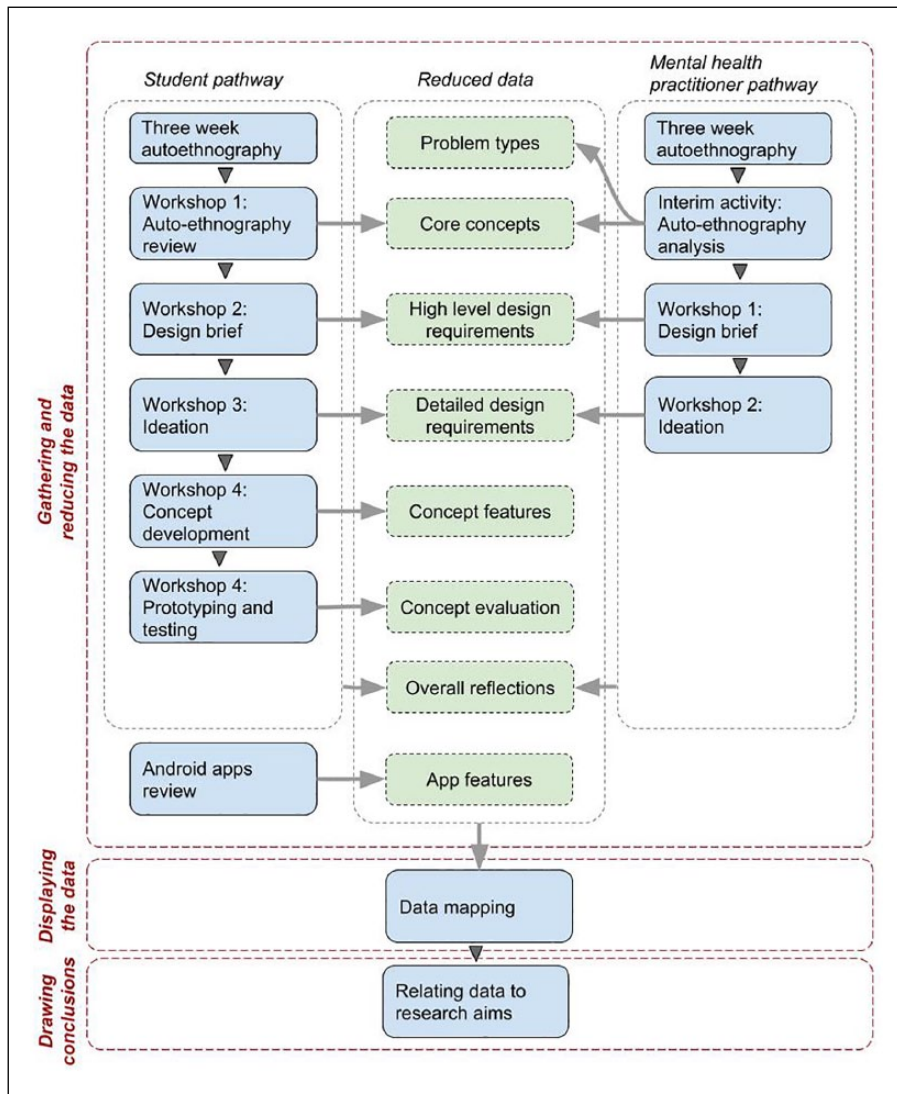 Student pathway
Reduced data
Mental health
practitioner pathway
Three week
autoethnography
Workshop 1:
Auto-ethnography
review
Workshop 2:
Design brief
Workshop 3:
Ideation
Workshop 4:
Concept
development
Workshop 4:
Prototyping and
testing
Android apps
review
Problem types
Core concepts
High level design
requirements
Detailed design
requirements
Concept features
Concept evaluation
Overall reflections
App features
Three week
autoethnography
Interim activity:
Auto-ethnography
analysis
Workshop 1:
Design brief
Workshop 2:
Ideation
Gathering and
reducing the data
Displaying
the data
Data mapping
Drawing
conclusions
Relating data to
research aims